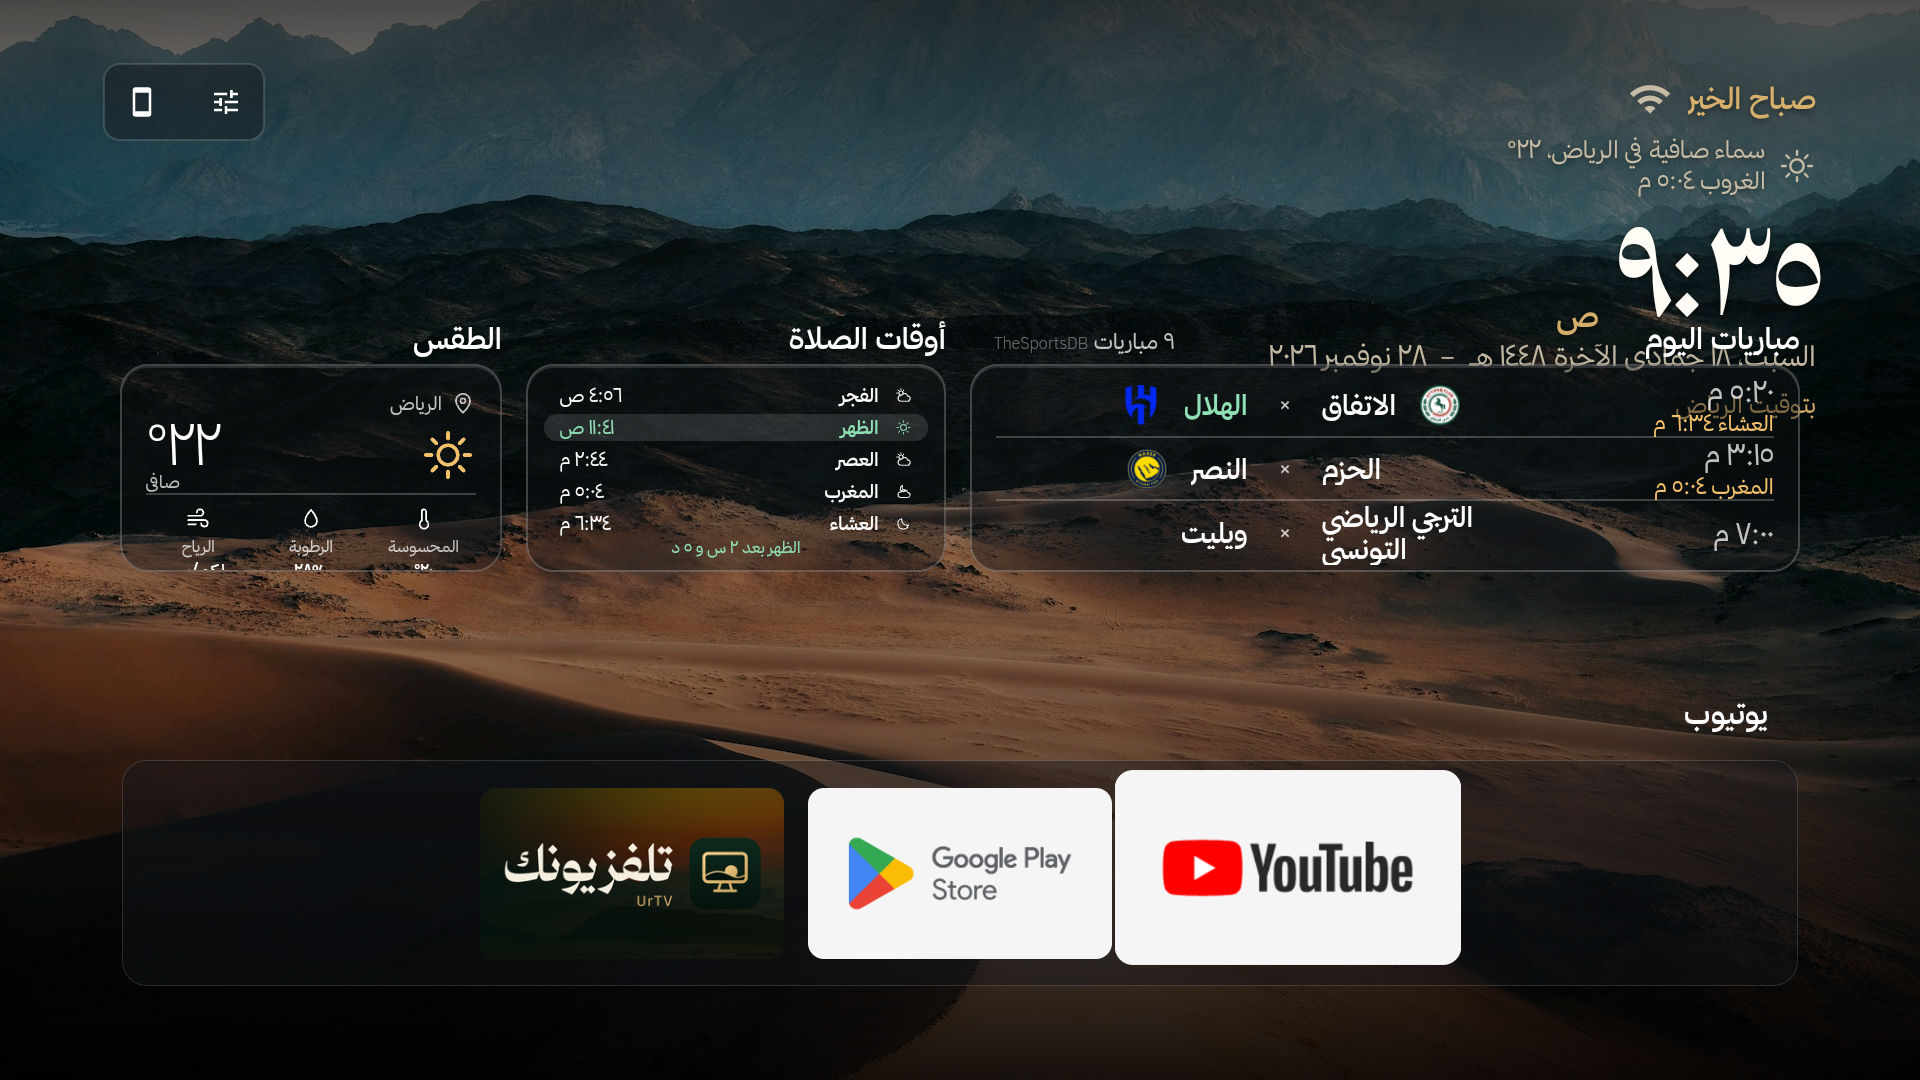 صباح الخير
سماء صافية في الرياض، ٢٢°
الغروب ٥:٠٤ م
٩:٣٥
ص
السبت، ١٨ جمادى الآخرة ١٤٤٨ هـ – ٢٨ نوفمبر ٢٠٢٦
بتوقيت الرياض
مباريات اليوم
٩ مباريات TheSportsDB
٥:٢٠ م
العشاء ٦:٣٤ م
الاتفاق × الهلال
٣:١٥ م
المغرب ٥:٠٤ م
الحزم × النصر
٧:٠٠ م
الترجي الرياضي
التونسي
× ويليت
أوقات الصلاة
الفجر ٤:٥٦ ص
الظهر ١١:٤١ ص
العصر ٢:٤٤ م
المغرب ٥:٠٤ م
العشاء ٦:٣٤ م
الظهر بعد ٢ س و ٥ د
الطقس
الرياض
٢٢°
صافي
المحسوسة الرطوبة الرياح
٢٠° ٢٨%
يوتيوب
YouTube
Google Play
Store
تلفزيونك
UrTV